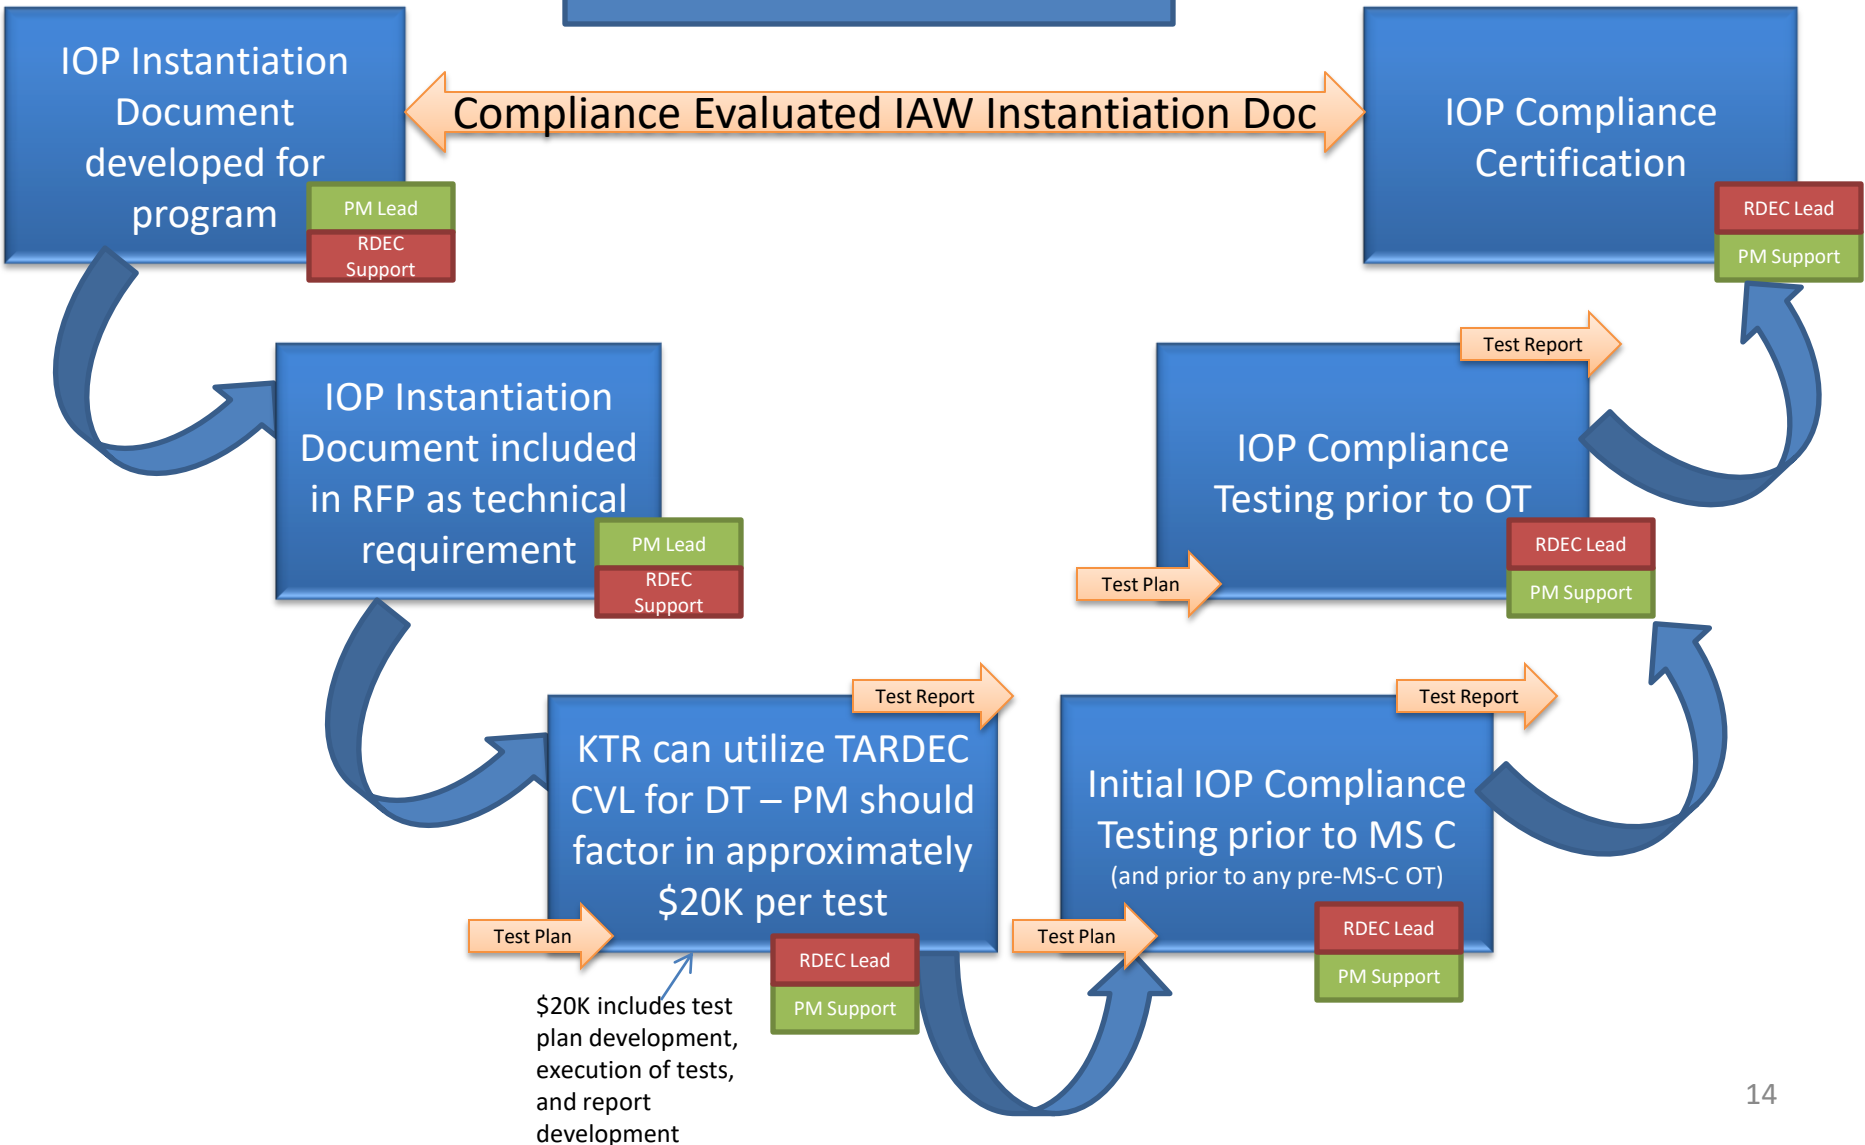 IOP Instantiation
Document
developed for
program
PM Lead
RDEC
Support
Compliance Evaluated IAW Instantiation Doc
IOP Compliance
Certification
RDEC Lead
PM Support
IOP Instantiation
Document included
in RFP as technical
requirement
PM Lead
RDEC
Support
Test Report
IOP Compliance
Testing prior to OT
Test Plan
RDEC Lead
PM Support
Test Report
KTR can utilize TARDEC
CVL for DT – PM should
factor in approximately
$20K per test
Test Plan
RDEC Lead
PM Support
$20K includes test
plan development,
execution of tests,
and report
development
Test Report
Initial IOP Compliance
Testing prior to MS C
(and prior to any pre-MS-C OT)
Test Plan
RDEC Lead
PM Support
14